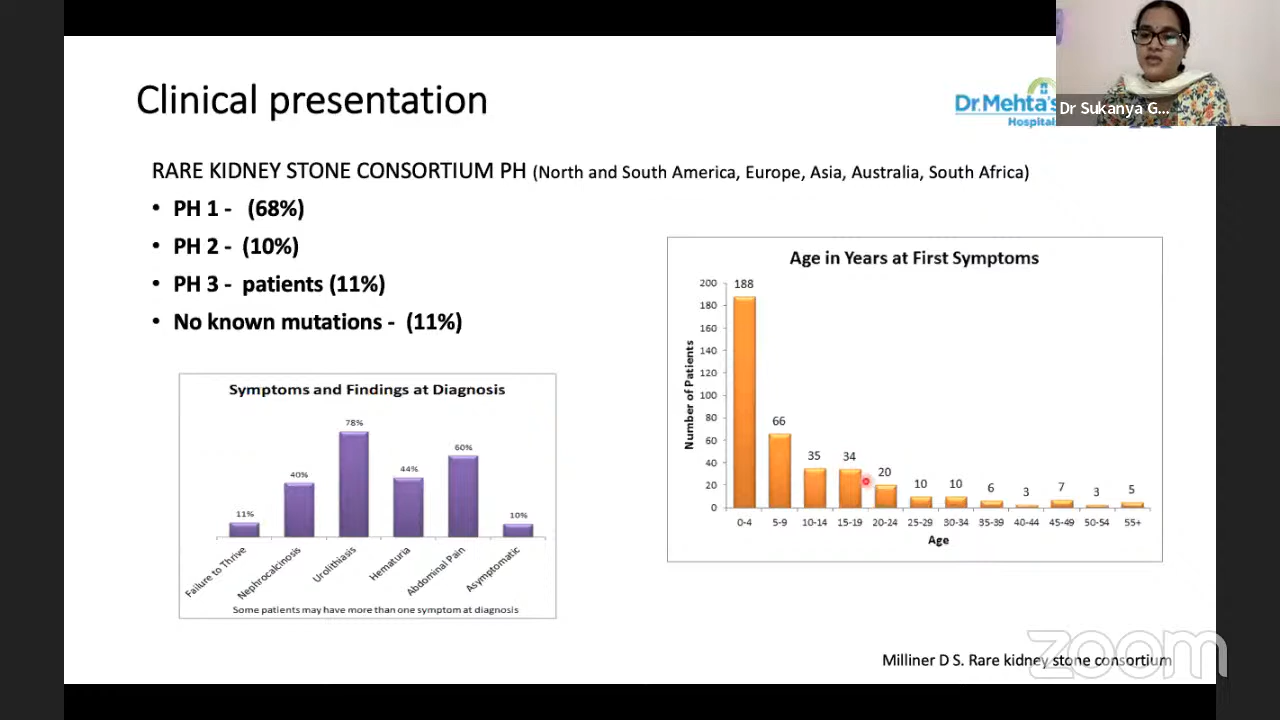 Clinical presentation
Dr.Mehta's
Hospitals
Dr Sukanya G...
RARE KIDNEY STONE CONSORTIUM PH (North and South America, Europe, Asia, Australia, South Africa)
• PH 1 - (68%)
• PH 2 - (10%)
• PH 3 - patients (11%)
• No known mutations - (11%)
Symptoms and Findings at Diagnosis
78%
60%
44%
40%
11%
10%
Failure to Thrive
Nephrocalcinosis
Urolithiasis
Hematuria
Abdominal Pain
Asymptomatic
Some patients may have more than one symptom at diagnosis
Age in Years at First Symptoms
Number of Patients
200
180
160
140
120
100
80
60
40
20
0
188 66 35 34 20 10 10 6 3 7 3 5
0-4 5-9 10-14 15-19 20-24 25-29 30-34 35-39 40-44 45-49 50-54 55+
Age
Milliner D S. Rare kidney stone consortium
zoom